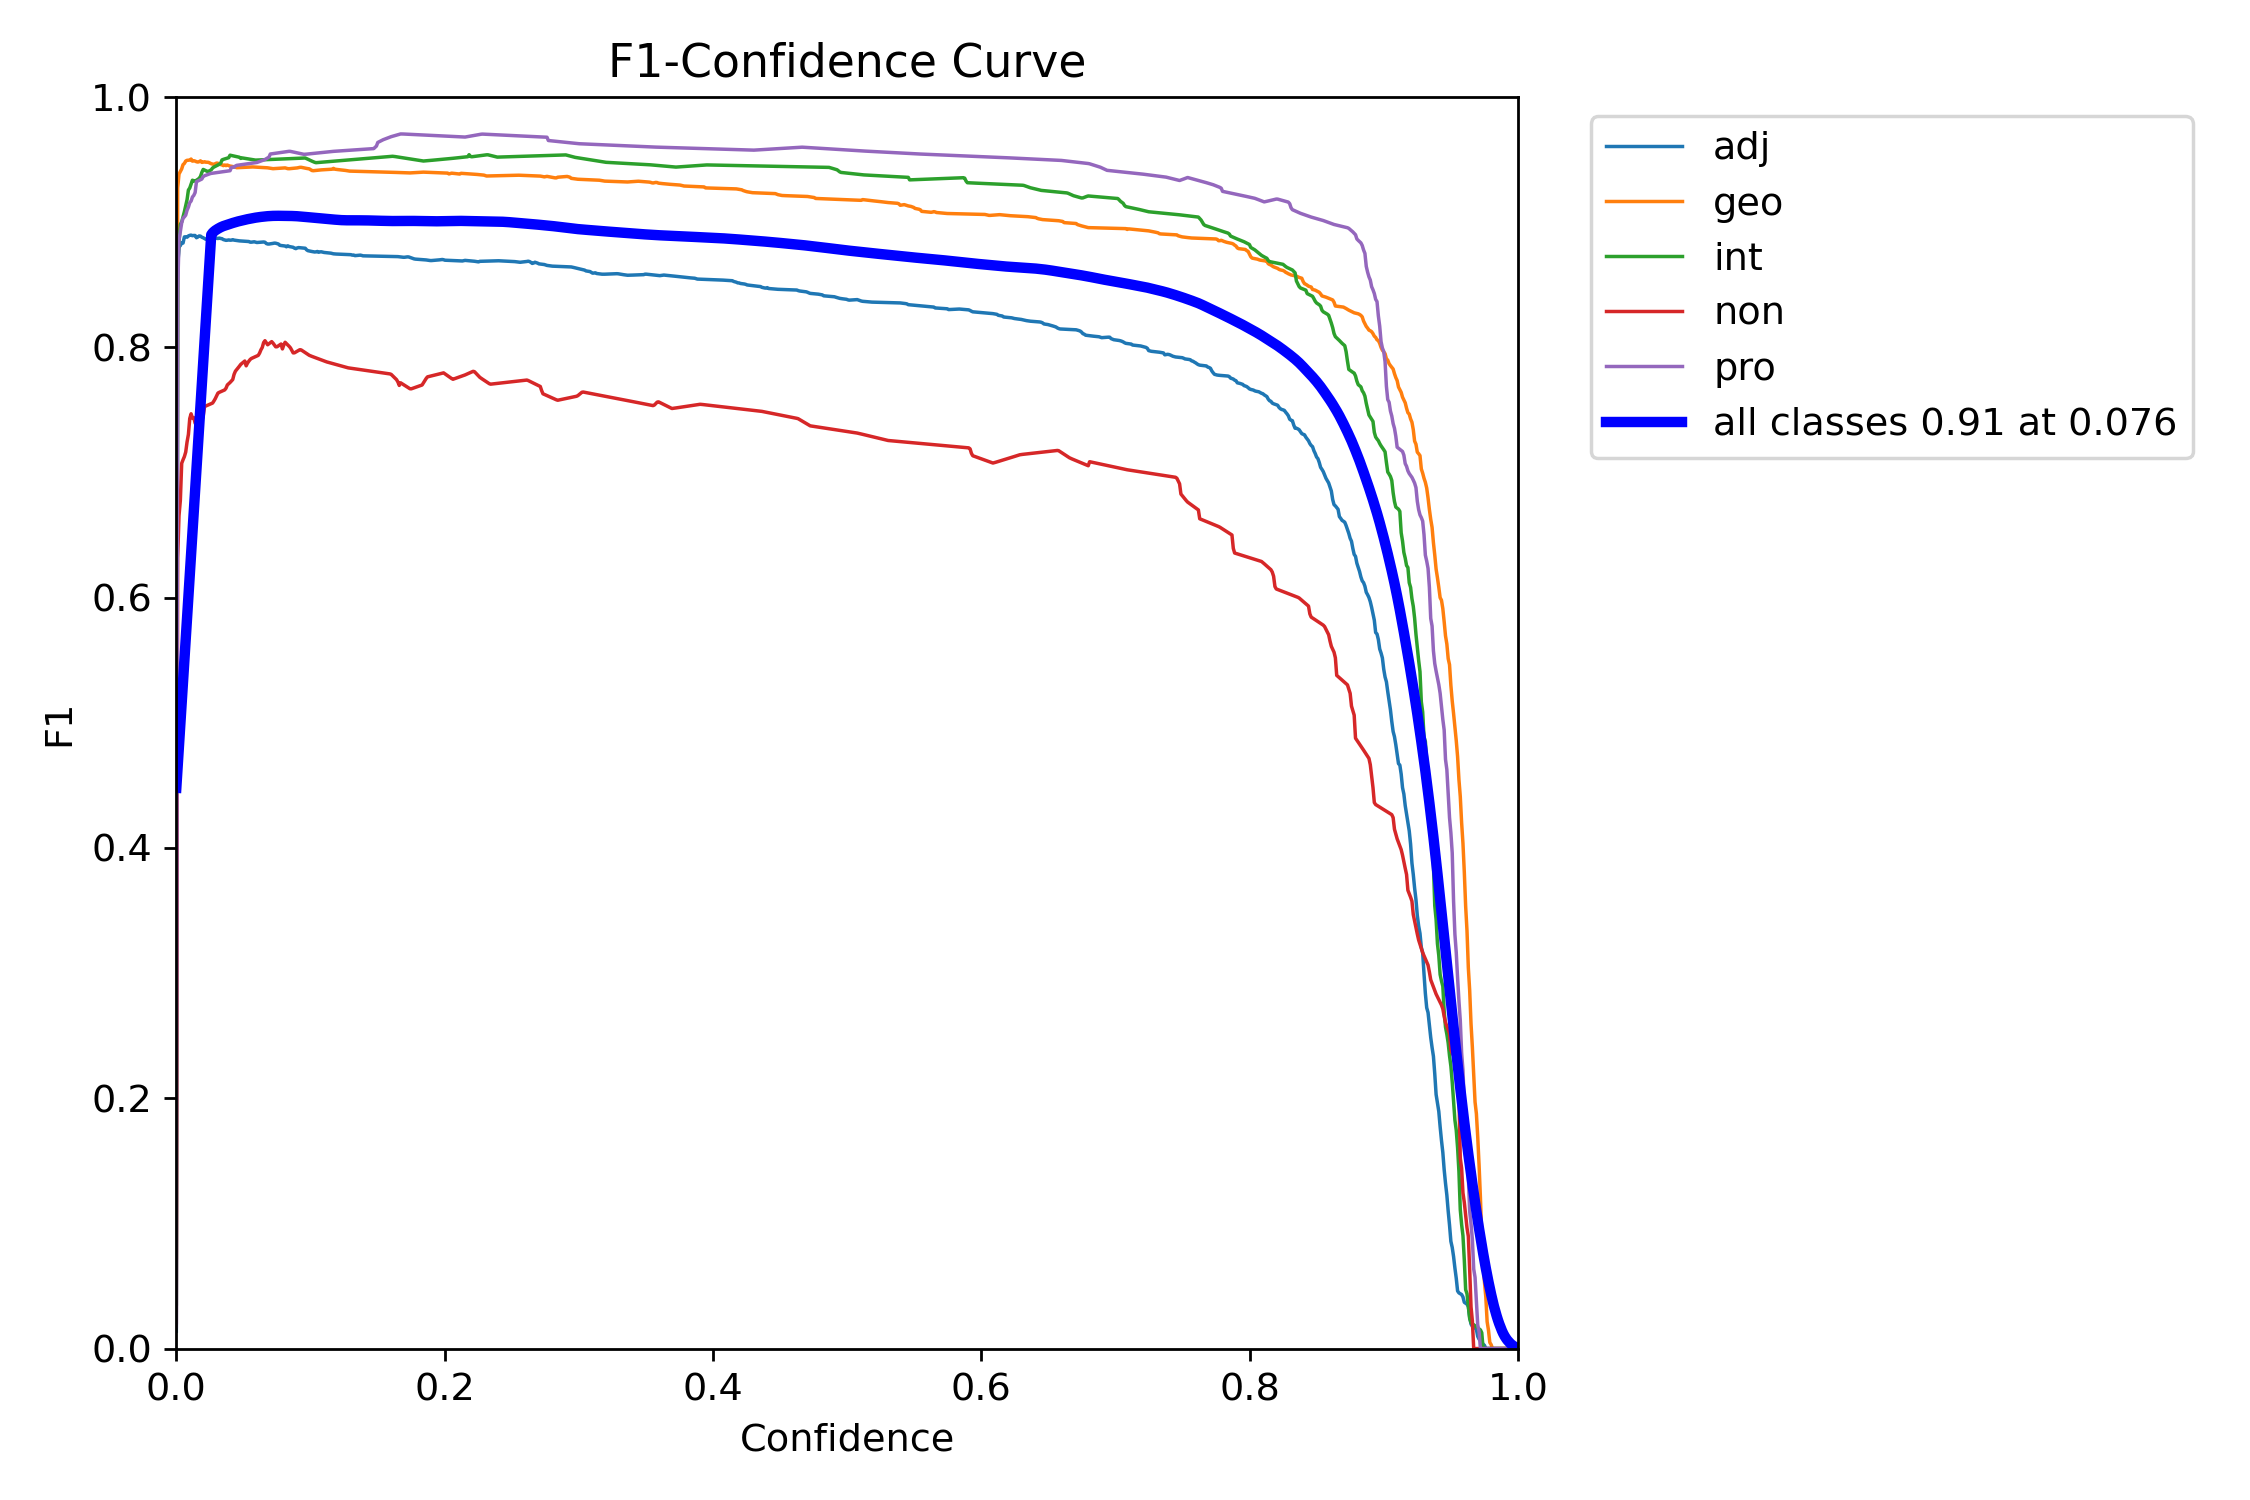 F1-Confidence Curve
1.0
0.8
0.6
0.4
0.2
0.0
F1
0.0 0.2 0.4 0.6 0.8 1.0
Confidence
adj
geo
int
non
pro
all classes 0.91 at 0.076